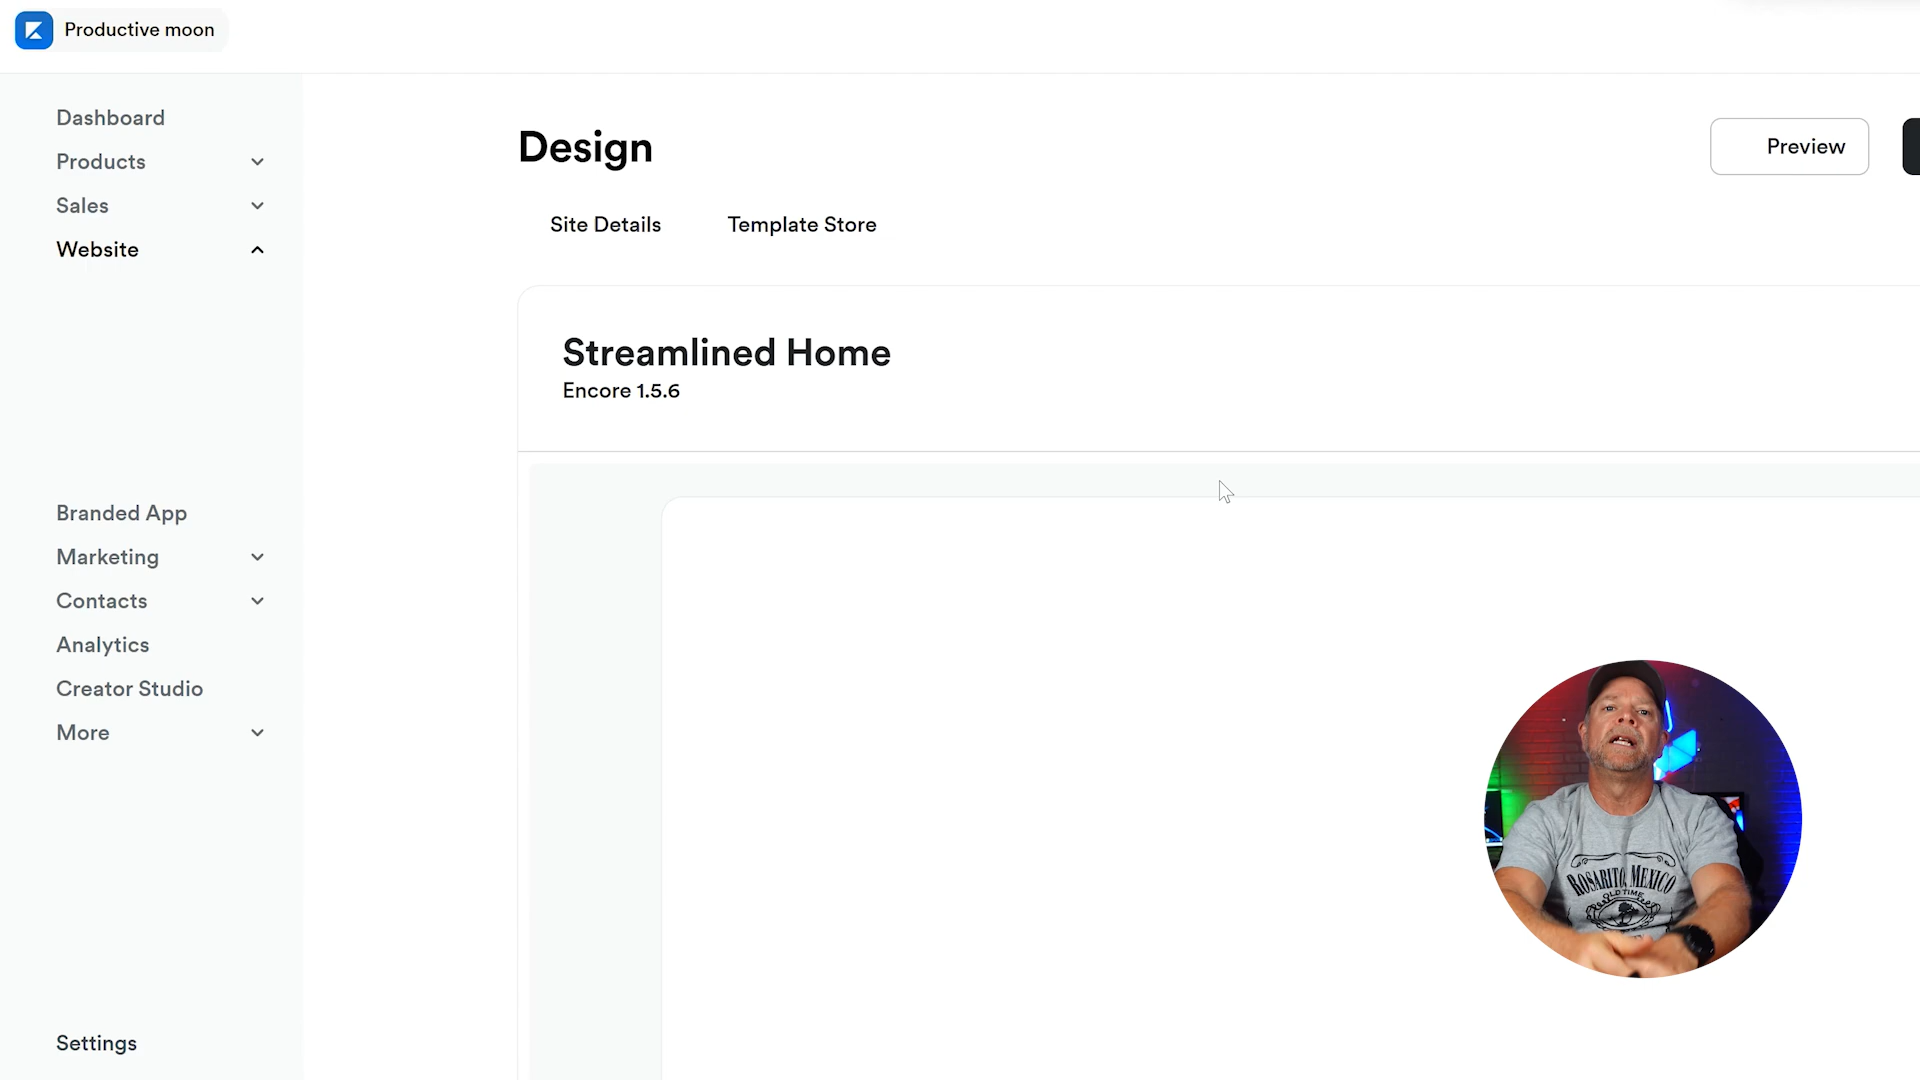 Productive moon
Dashboard
Products
Sales
Website
Branded App
Marketing
Contacts
Analytics
Creator Studio
More
Settings
Design
Preview
Site Details
Template Store
Streamlined Home
Encore 1.5.6
ROSARITO, MEXICO
OLD TIME